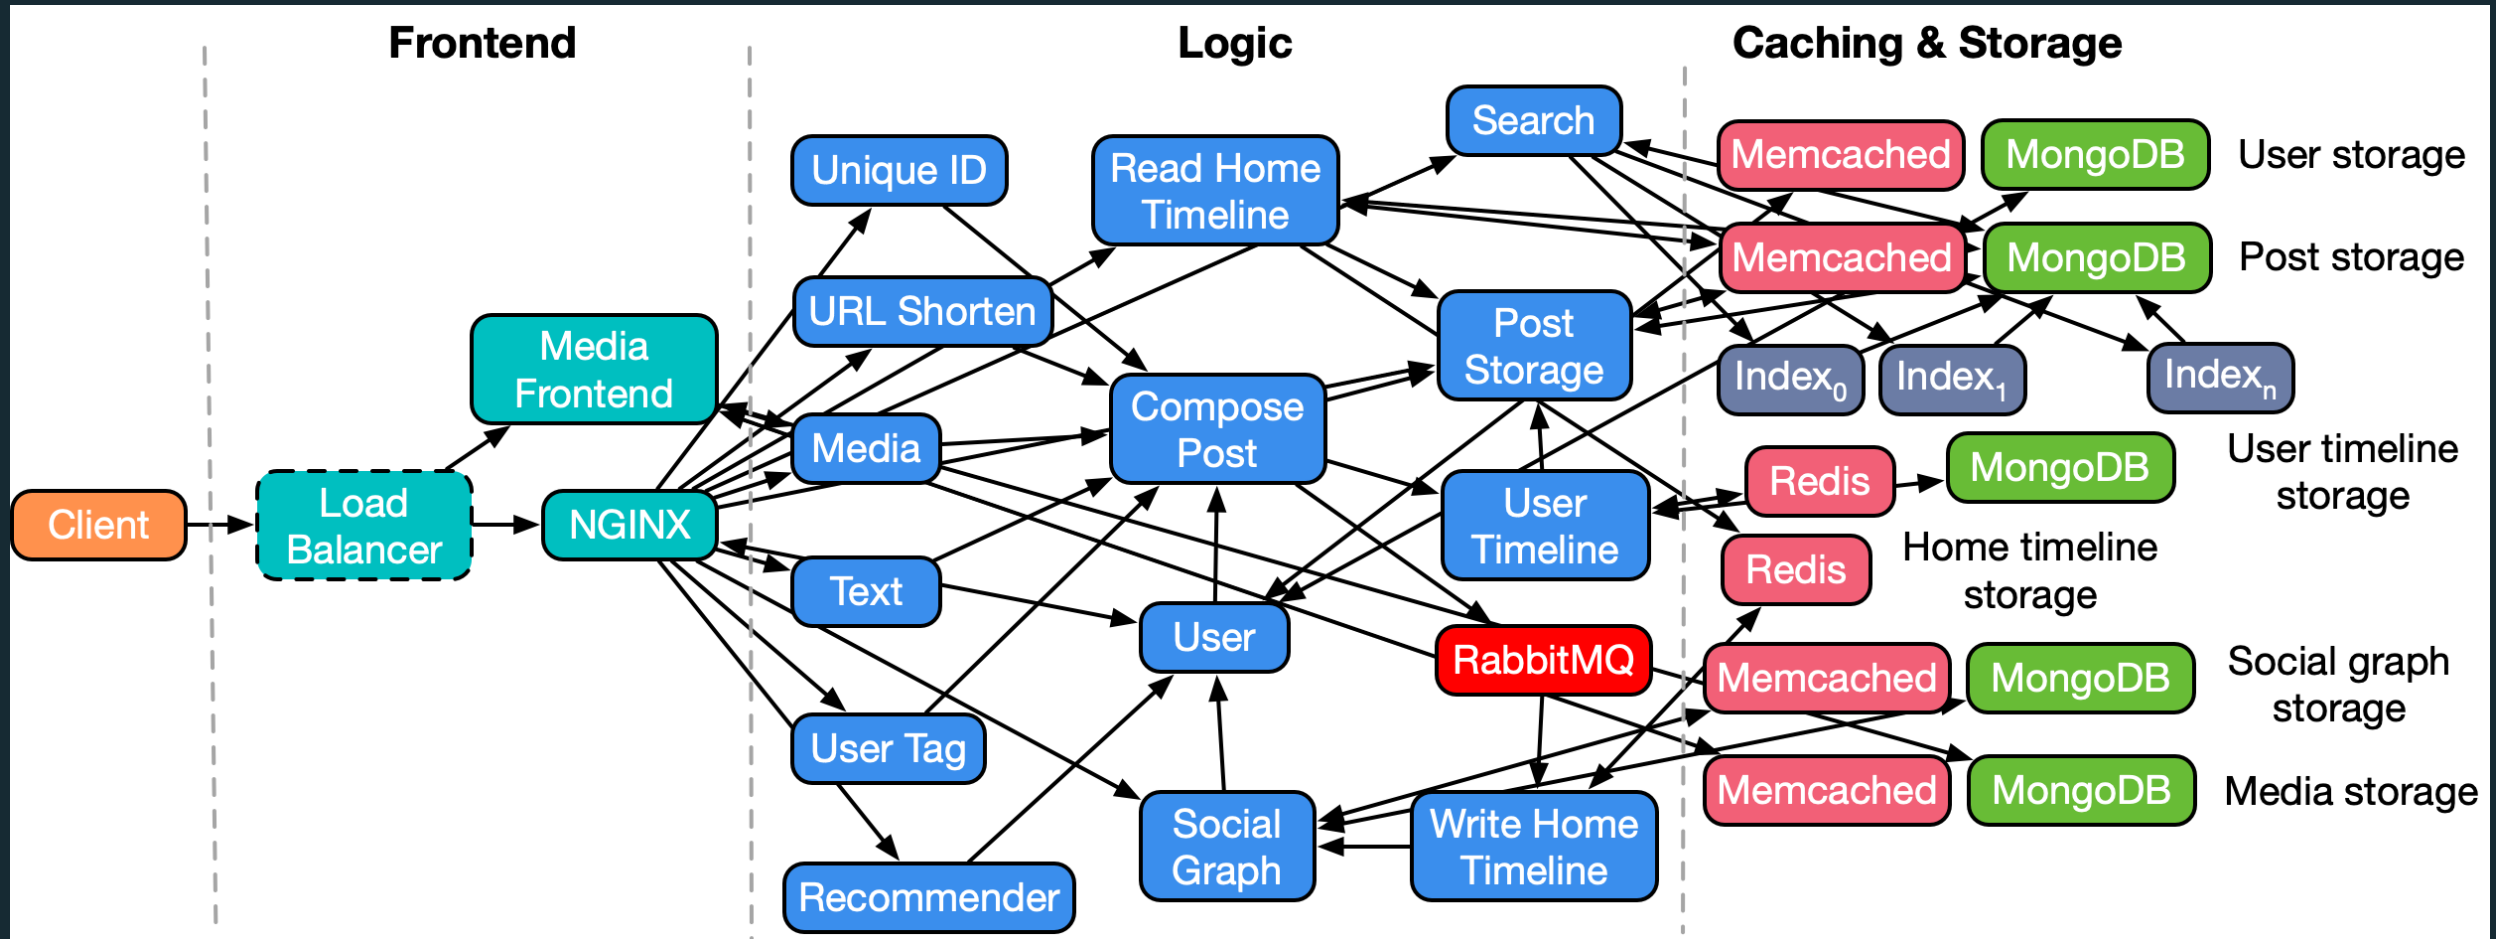 Frontend
Logic
Caching & Storage
Search
Memcached
MongoDB
User storage
Unique ID
Read Home
Timeline
Memcached
MongoDB
Post storage
URL Shorten
Media
Frontend
Post
Storage
Index0
Index1
Indexn
Compose
Post
Media
Redis
MongoDB
User timeline
storage
Client
Load
Balancer
NGINX
User
Timeline
Redis
Home timeline
storage
Text
User
RabbitMQ
Memcached
MongoDB
Social graph
storage
User Tag
Social
Graph
Write Home
Timeline
Memcached
MongoDB
Media storage
Recommender